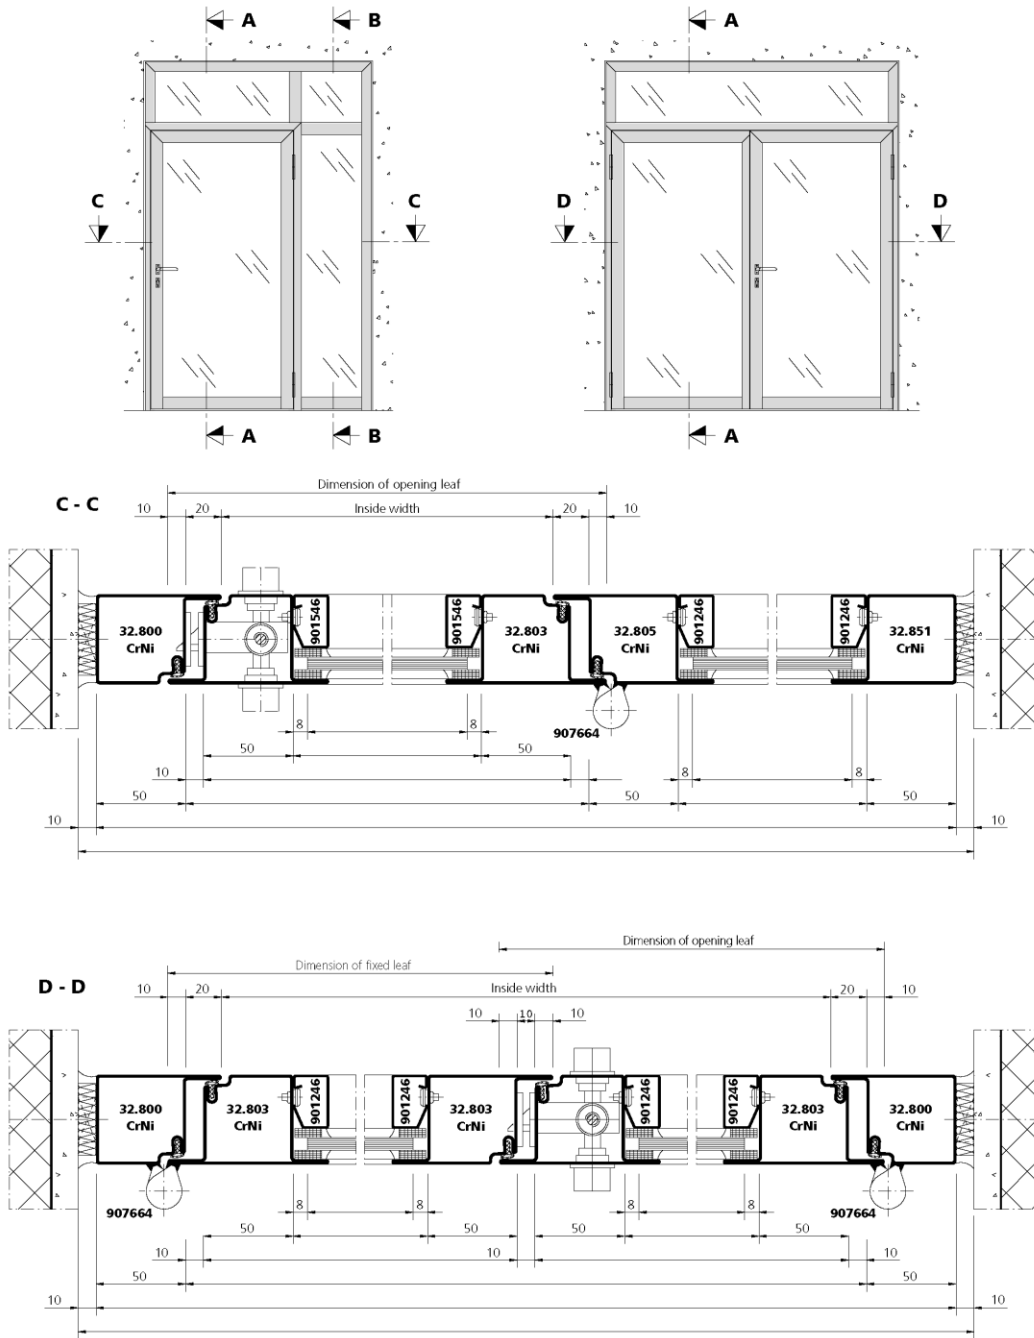 A B A
C C D D
A B A
C - C
Dimension of opening leaf
10 20 Inside width 20 10
32.800
CrNi
901546
901546
32.803
CrNi
32.805
CrNi
901246
901246
32.851
CrNi
8 8
907664
50 50 8 8
10
50 50 50
10 10
Dimension of opening leaf
Dimension of fixed leaf
D - D
10 20 Inside width 20 10
10 10 10
32.800
CrNi
32.803
CrNi
901246
901246
32.803
CrNi
901246
901246
32.803
CrNi
32.800
CrNi
907664 8 8 8 8 907664
50 50 50 50
10 10 10
50 50
10 10